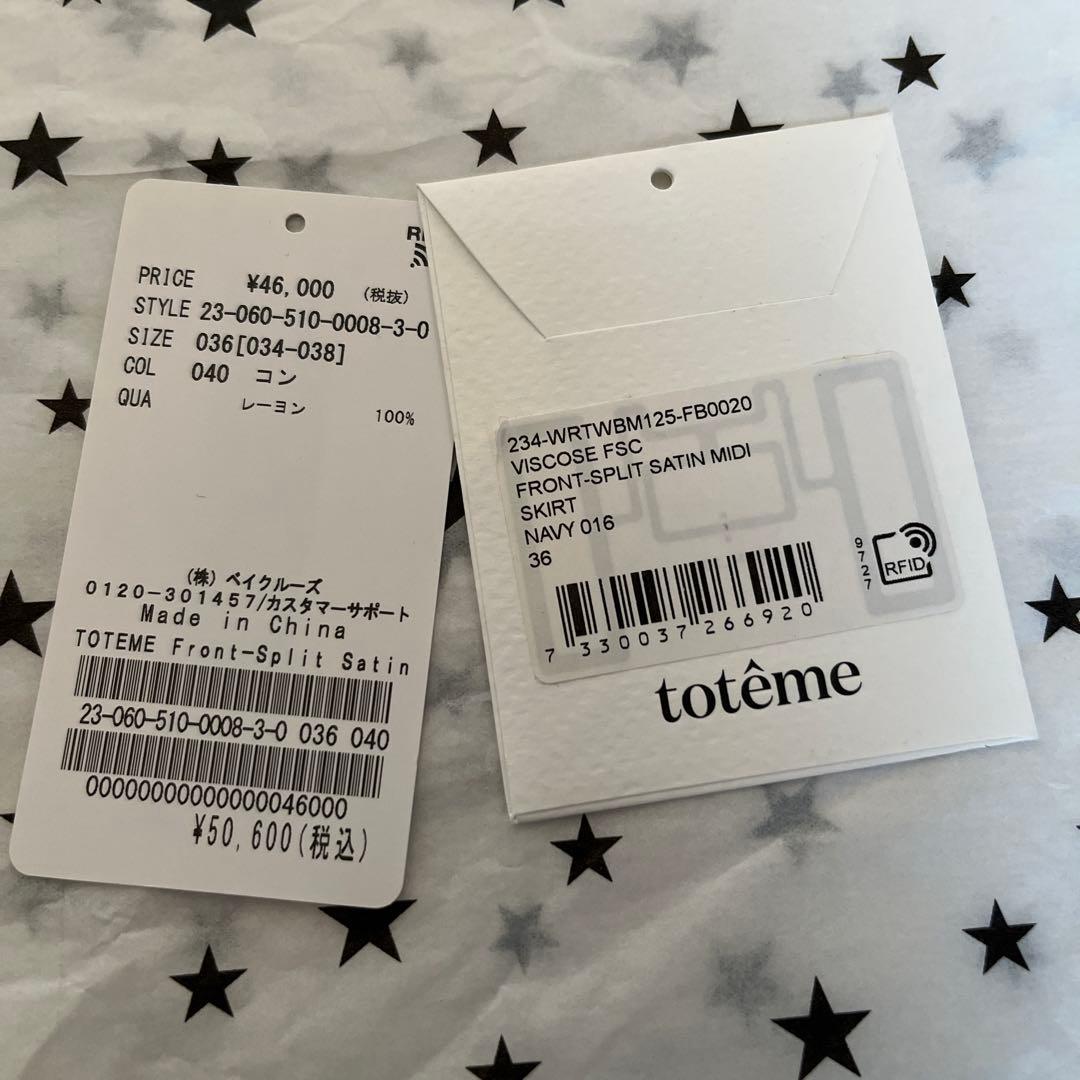 PRICE ¥46,000 (税抜)
STYLE 23-060-510-0008-3-0
SIZE 036[034-038]
COL 040 コン
QUA レーヨン 100%
(株) ベイクルーズ
0120-301457/カスタマーサポート
Made in China
TOTEME Front-Split Satin
23-060-510-0008-3-0 036 040
0000000000000046000
¥50,600(税込)
234-WRTWBM125-FB0020
VISCOSE FSC
FRONT-SPLIT SATIN MIDI
SKIRT
NAVY 016
36
7 330037 266920
9727
RFID
totême